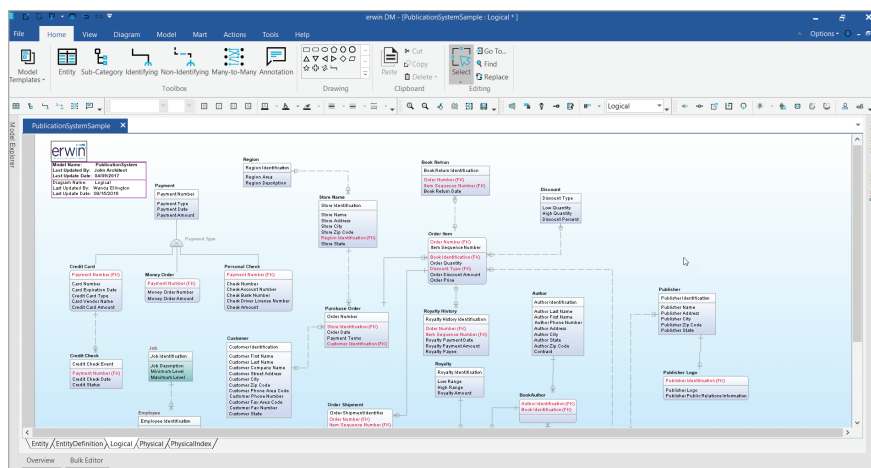 erwin DM - [PublicationSystemSample : Logical * ]
File Home View Diagram Model Mart Actions Tools Help Options
Model Templates
Entity Sub-Category Identifying Non-Identifying Many-to-Many Annotation
Toolbox
Drawing
Paste
Cut
Copy
Delete
Clipboard
Select
Go To...
Find
Replace
Editing
Logical
Model Explorer
PublicationSystemSample
erwin
Model Name: PublicationSystem
Last Updated By: John Architect
Last Update Date: 04/09/2017
Diagram Name: Logical
Last Updated By: Wanda Ellington
Last Update Date: 09/15/2019
Payment
Payment Number
Payment Type
Payment Date
Payment Amount
Payment Type
Region
Region Identification
Region Area
Region Description
Store Name
Store Identification
Store Name
Store Address
Store City
Store Zip Code
Region Identification (FK)
Store State
Book Retrun
Book Return Identification
Order Number (FK)
Item Sequence Number (FK)
Book Return Date
Discount
Discount Type
Low Quantity
High Quantity
Discount Percent
Order Item
Order Number (FK)
Item Sequence Number
Book Identification (FK)
Order Quantity
Discount Type (FK)
Order Discount Amount
Order Price
Credit Card
Payment Number (FK)
Card Number
Card Expiration Date
Credit Card Type
Card Vendor Name
Credit Card Amount
Money Order
Payment Number (FK)
Money Order Number
Money Order Amount
Personal Check
Payment Number (FK)
Check Number
Check Account Number
Check Bank Number
Check Driver License Number
Check Amount
Purchase Order
Order Number
Store Identification (FK)
Order Date
Payment Terms
Customer Identification (FK)
Royalty History
Royalty History Identification
Order Number (FK)
Item Sequence Number (FK)
Royalty Payment Date
Royalty Payment Amount
Royalty Payee
Author
Author Identification
Author Last Name
Author First Name
Author Phone Number
Author Address
Author City
Author State
Author Zip Code
Contract
Publisher
Publisher Identification
Publisher Name
Publisher Address
Publisher City
Publisher Zip Code
Publisher State
Credit Check
Credit Check Event
Payment Number (FK)
Credit Check Date
Credit Status
Job
Job Identification
Job Description
Minimum Level
Maximum Level
Customer
Customer Identification
Customer First Name
Customer Last Name
Customer Company Name
Customer Street Address
Customer City
Customer Zip Code
Customer Phone Area Code
Customer Phone Number
Customer Fax Area Code
Customer Fax Number
Customer State
Royalty
Royalty Identification
Low Range
High Range
Royalty Amount
Publisher Logo
Publisher Identification (FK)
Publisher Logo
Publisher Public Relations Information
Employee
Employee Identification
Order Shipment
Order Shipment Identifier
Order Number (FK)
Item Sequence Number (FK)
BookAuthor
Author Identification (FK)
Book Identification (FK)
Entity EntityDefinition Logical Physical PhysicalIndex
Overview Bulk Editor